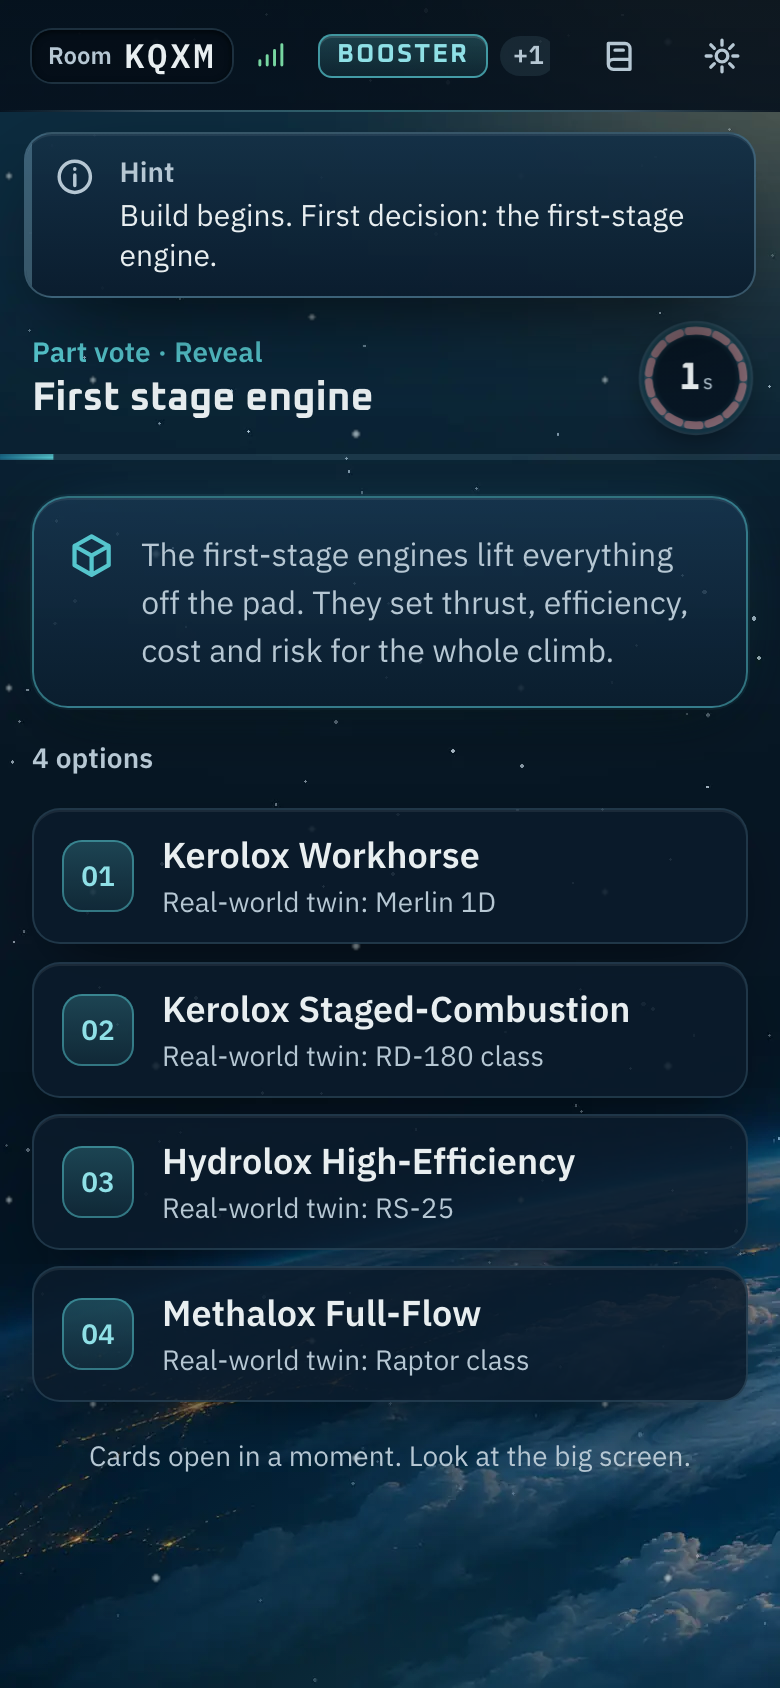 Room KQXM BOOSTER +1
Hint
Build begins. First decision: the first-stage
engine.
Part vote · Reveal
First stage engine
1 s
The first-stage engines lift everything
off the pad. They set thrust, efficiency,
cost and risk for the whole climb.
4 options
01
Kerolox Workhorse
Real-world twin: Merlin 1D
02
Kerolox Staged-Combustion
Real-world twin: RD-180 class
03
Hydrolox High-Efficiency
Real-world twin: RS-25
04
Methalox Full-Flow
Real-world twin: Raptor class
Cards open in a moment. Look at the big screen.